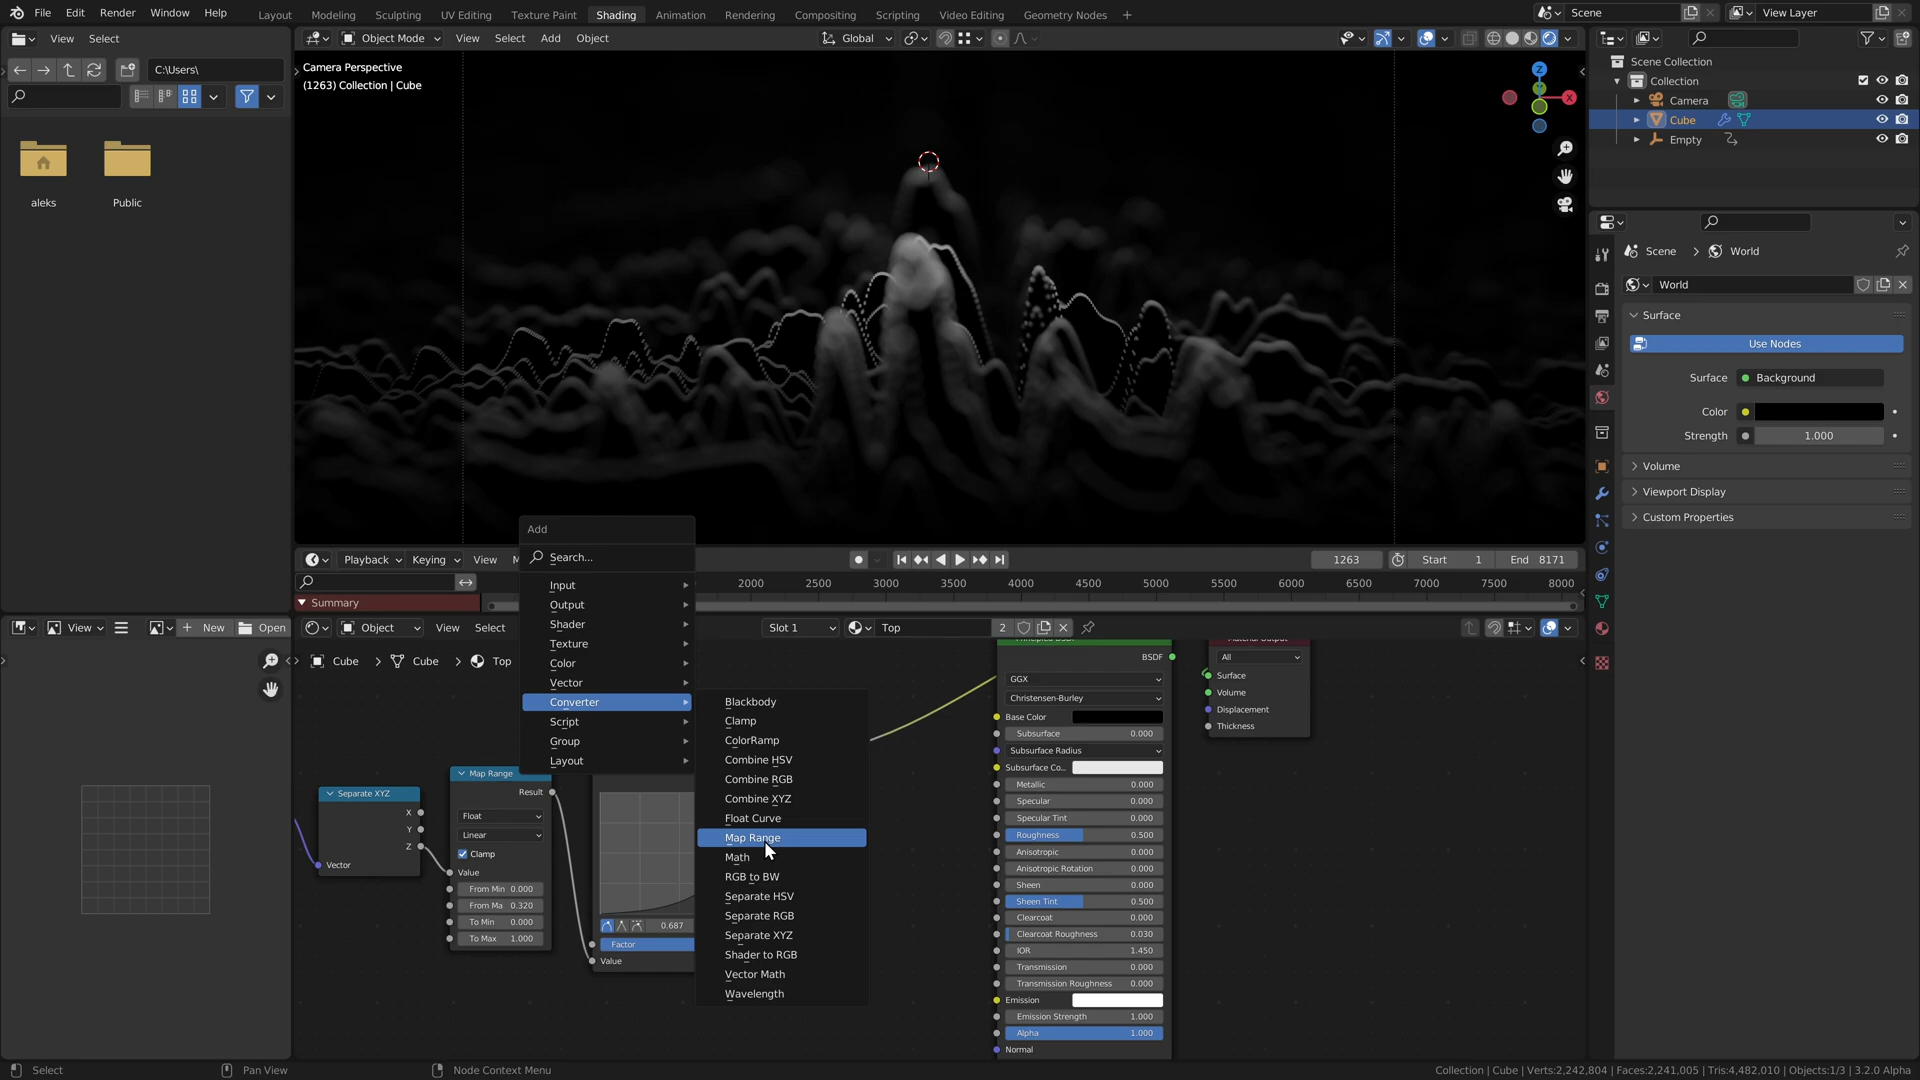 File Edit Render Window Help Layout Modeling Sculpting UV Editing Texture Paint Shading Animation Rendering Compositing Scripting Video Editing Geometry Nodes + Scene View Layer
View Select
C:\Users\
aleks Public
Object Mode View Select Add Object Global
Camera Perspective
(1263) Collection | Cube
Z
X
Scene Collection
Collection
Camera
Cube
Empty
Scene > World
World
Surface
Use Nodes
Surface Background
Color
Strength 1.000
Volume
Viewport Display
Custom Properties
Playback Keying View M 1263 Start 1 End 8171
2000 2500 3000 3500 4000 4500 5000 5500 6000 6500 7000 7500 8000
Summary
View + New Open
Object View Select Slot 1 Top 2
Cube > Cube > Top
Add
Search...
Input
Output
Shader
Texture
Color
Vector
Converter
Script
Group
Layout
Blackbody
Clamp
ColorRamp
Combine HSV
Combine RGB
Combine XYZ
Float Curve
Map Range
Math
RGB to BW
Separate HSV
Separate RGB
Separate XYZ
Shader to RGB
Vector Math
Wavelength
Separate XYZ
X
Y
Z
Vector
Map Range
Result
Float
Linear
Clamp
Value
From Min 0.000
From Ma 0.320
To Min 0.000
To Max 1.000
0.687
Factor
Value
BSDF
GGX
Christensen-Burley
Base Color
Subsurface 0.000
Subsurface Radius
Subsurface Co...
Metallic 0.000
Specular 0.000
Specular Tint 0.000
Roughness 0.500
Anisotropic 0.000
Anisotropic Rotation 0.000
Sheen 0.000
Sheen Tint 0.500
Clearcoat 0.000
Clearcoat Roughness 0.030
IOR 1.450
Transmission 0.000
Transmission Roughness 0.000
Emission
Emission Strength 1.000
Alpha 1.000
Normal
All
Surface
Volume
Displacement
Thickness
Select Pan View Node Context Menu Collection | Cube | Verts:2,242,804 | Faces:2,241,005 | Tris:4,482,010 | Objects:1/3 | 3.2.0 Alpha